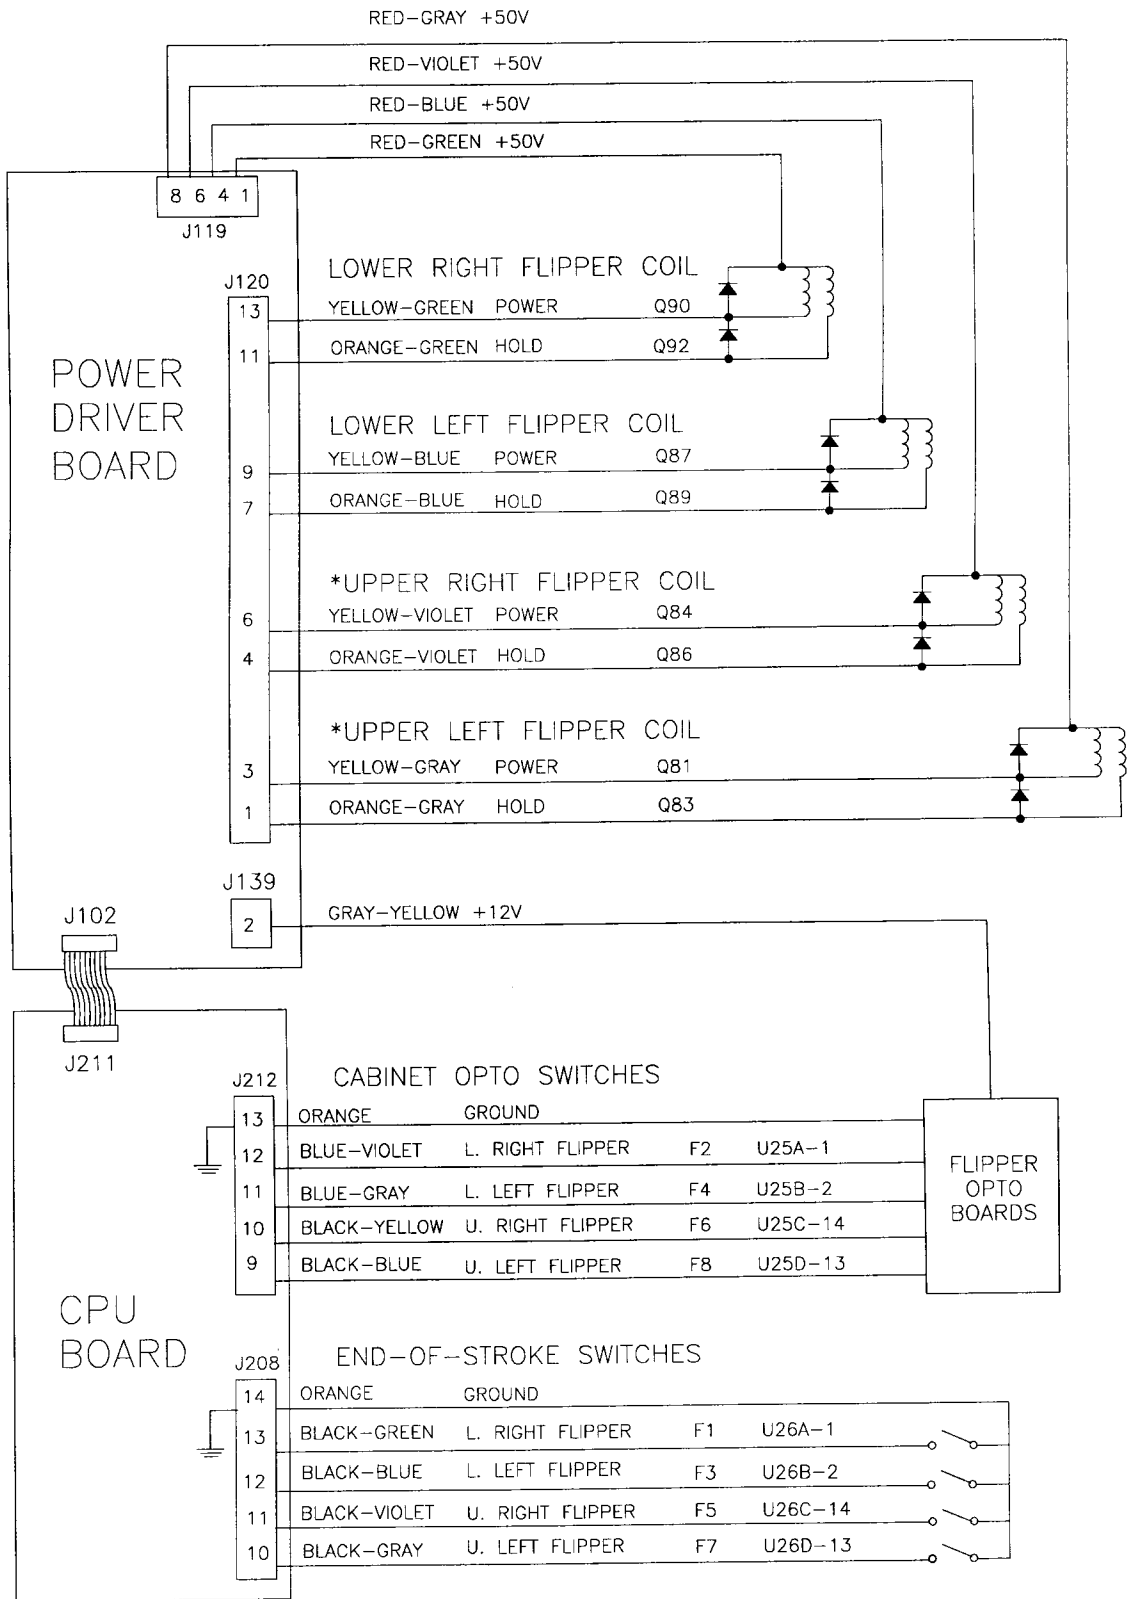 RED-GRAY +50V
RED-VIOLET +50V
RED-BLUE +50V
RED-GREEN +50V
8 6 4 1
J119
J120
LOWER RIGHT FLIPPER COIL
13 YELLOW-GREEN POWER Q90
11 ORANGE-GREEN HOLD Q92
POWER
DRIVER
BOARD
LOWER LEFT FLIPPER COIL
9 YELLOW-BLUE POWER Q87
7 ORANGE-BLUE HOLD Q89
*UPPER RIGHT FLIPPER COIL
6 YELLOW-VIOLET POWER Q84
4 ORANGE-VIOLET HOLD Q86
*UPPER LEFT FLIPPER COIL
3 YELLOW-GRAY POWER Q81
1 ORANGE-GRAY HOLD Q83
J139
2 GRAY-YELLOW +12V
J102
J211
J212 CABINET OPTO SWITCHES
13 ORANGE GROUND
12 BLUE-VIOLET L. RIGHT FLIPPER F2 U25A-1
11 BLUE-GRAY L. LEFT FLIPPER F4 U25B-2
10 BLACK-YELLOW U. RIGHT FLIPPER F6 U25C-14
9 BLACK-BLUE U. LEFT FLIPPER F8 U25D-13
FLIPPER
OPTO
BOARDS
CPU
BOARD
J208 END-OF-STROKE SWITCHES
14 ORANGE GROUND
13 BLACK-GREEN L. RIGHT FLIPPER F1 U26A-1
12 BLACK-BLUE L. LEFT FLIPPER F3 U26B-2
11 BLACK-VIOLET U. RIGHT FLIPPER F5 U26C-14
10 BLACK-GRAY U. LEFT FLIPPER F7 U26D-13